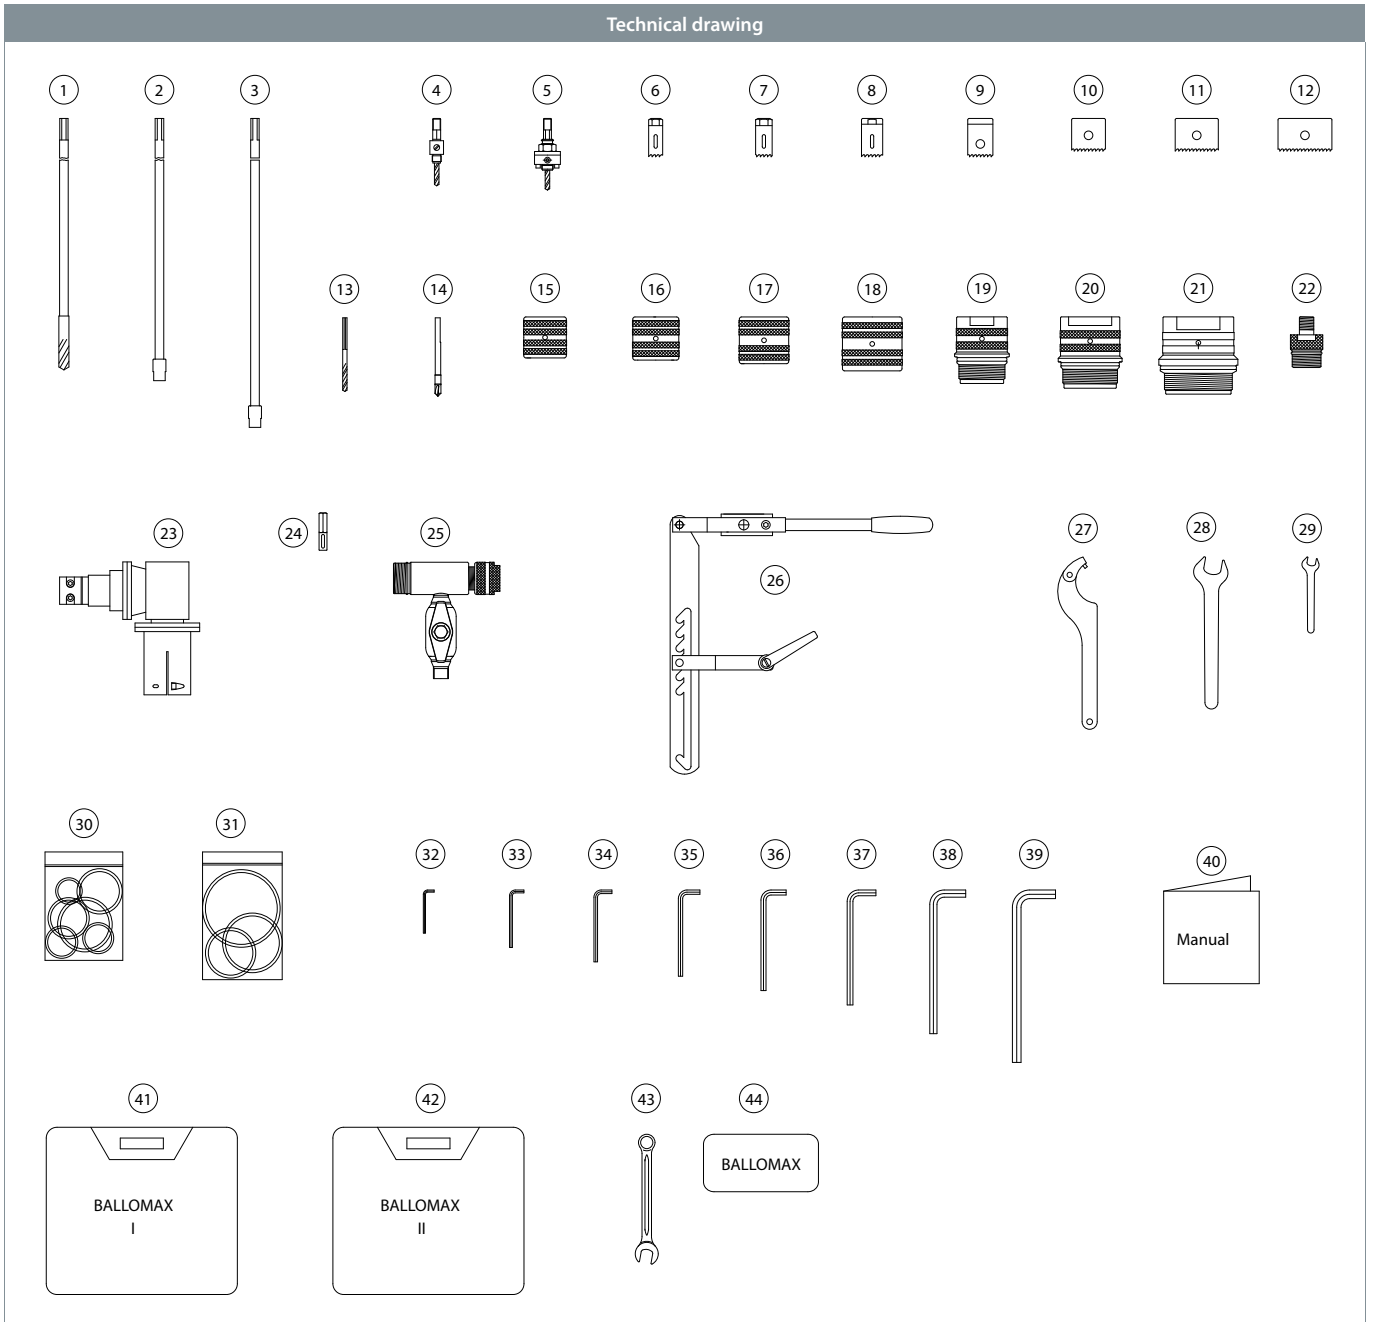 Technical drawing
1 2 3 4 5 6 7 8 9 10 11 12
13 14 15 16 17 18 19 20 21 22
23 24 25 26 27 28 29
30 31 32 33 34 35 36 37 38 39 40
Manual
41 42 43 44
BALLOMAX
I
BALLOMAX
II
BALLOMAX